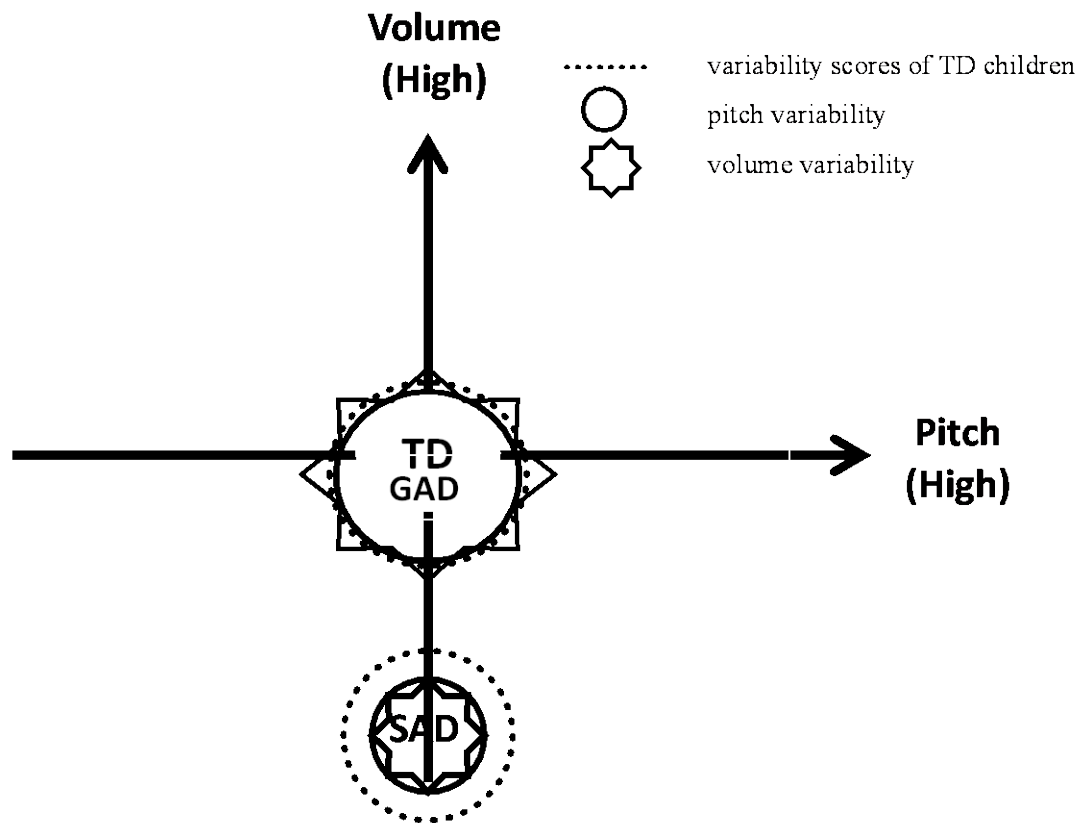 Volume
(High)
variability scores of TD children
pitch variability
volume variability
TD
GAD
Pitch
(High)
SAD